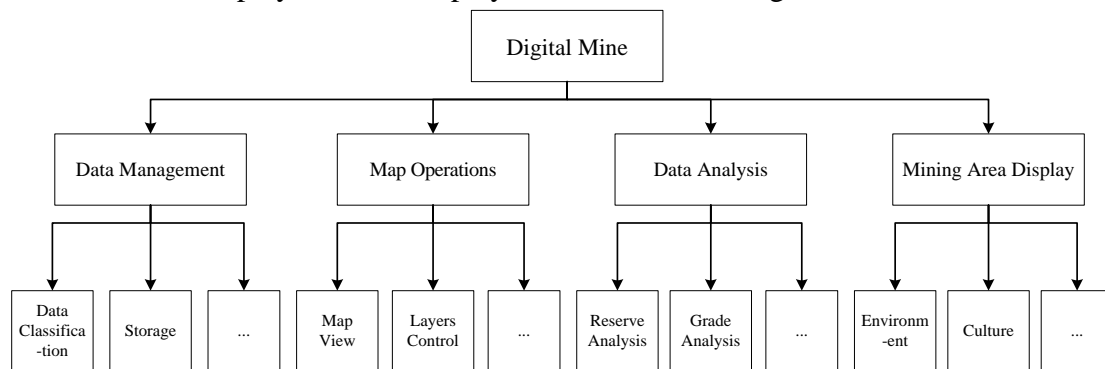 Digital Mine
Data Management
Map Operations
Data Analysis
Mining Area Display
Data
Classifica
-tion
Storage
...
Map
View
Layers
Control
...
Reserve
Analysis
Grade
Analysis
...
Environm
-ent
Culture
...